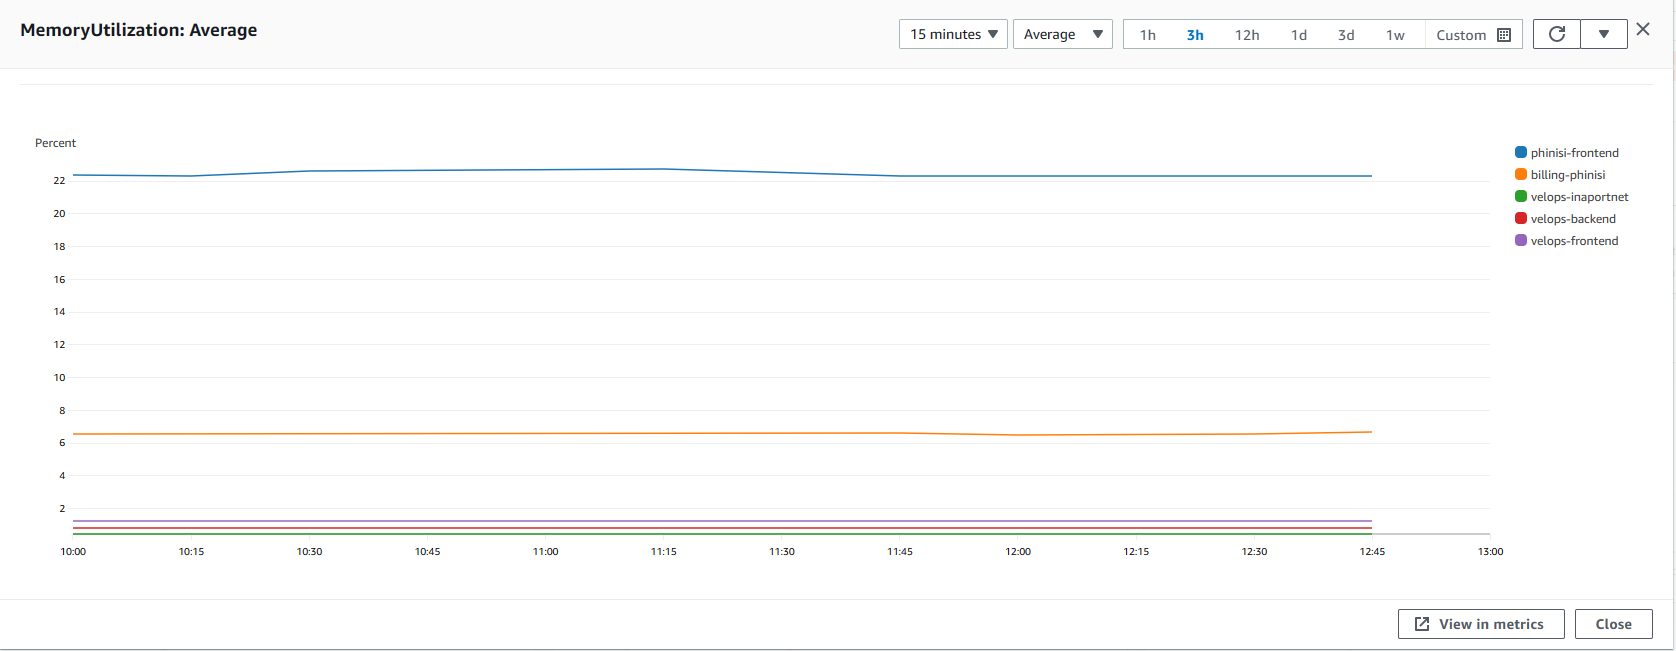 MemoryUtilization: Average
15 minutes
Average
1h 3h 12h 1d 3d 1w Custom
Percent
22
20
18
16
14
12
10
8
6
4
2
10:00 10:15 10:30 10:45 11:00 11:15 11:30 11:45 12:00 12:15 12:30 12:45 13:00
phinisi-frontend
billing-phinisi
velops-inaportnet
velops-backend
velops-frontend
View in metrics
Close